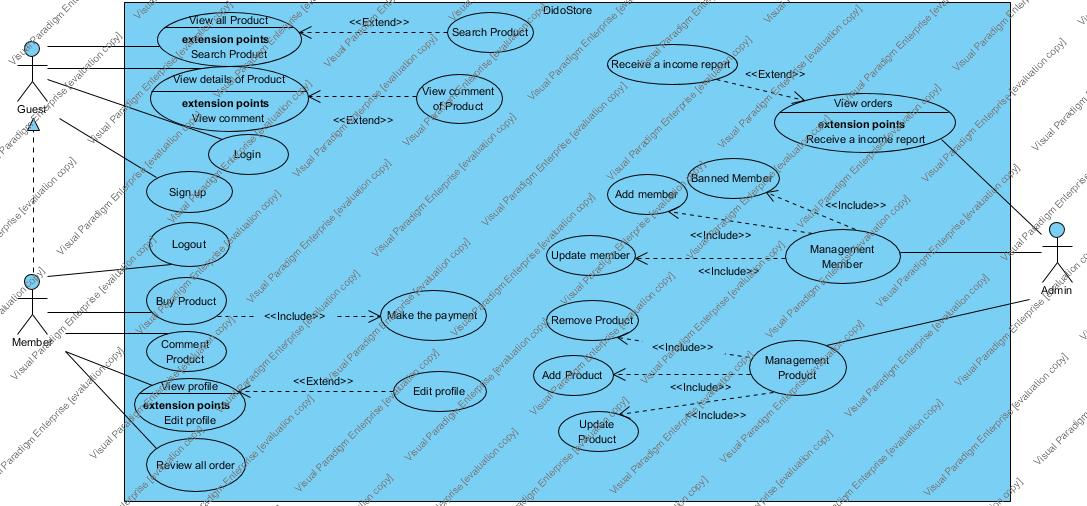 DidoStore
View all Product
extension points
Search Product
<<Extend>>
Search Product
View details of Product
extension points
View comment
<<Extend>>
View comment
of Product
Login
Sign up
Logout
Buy Product
<<Include>>
Make the payment
Comment
Product
View profile
extension points
Edit profile
<<Extend>>
Edit profile
Review all order
Guest
Member
Receive a income report
<<Extend>>
View orders
extension points
Receive a income report
Banned Member
Add member
<<Include>>
<<Include>>
Update member
<<Include>>
Management
Member
Admin
Remove Product
<<Include>>
Add Product
<<Include>>
Management
Product
Update
Product
<<Include>>
Visual Paradigm Enterprise [evaluation copy]